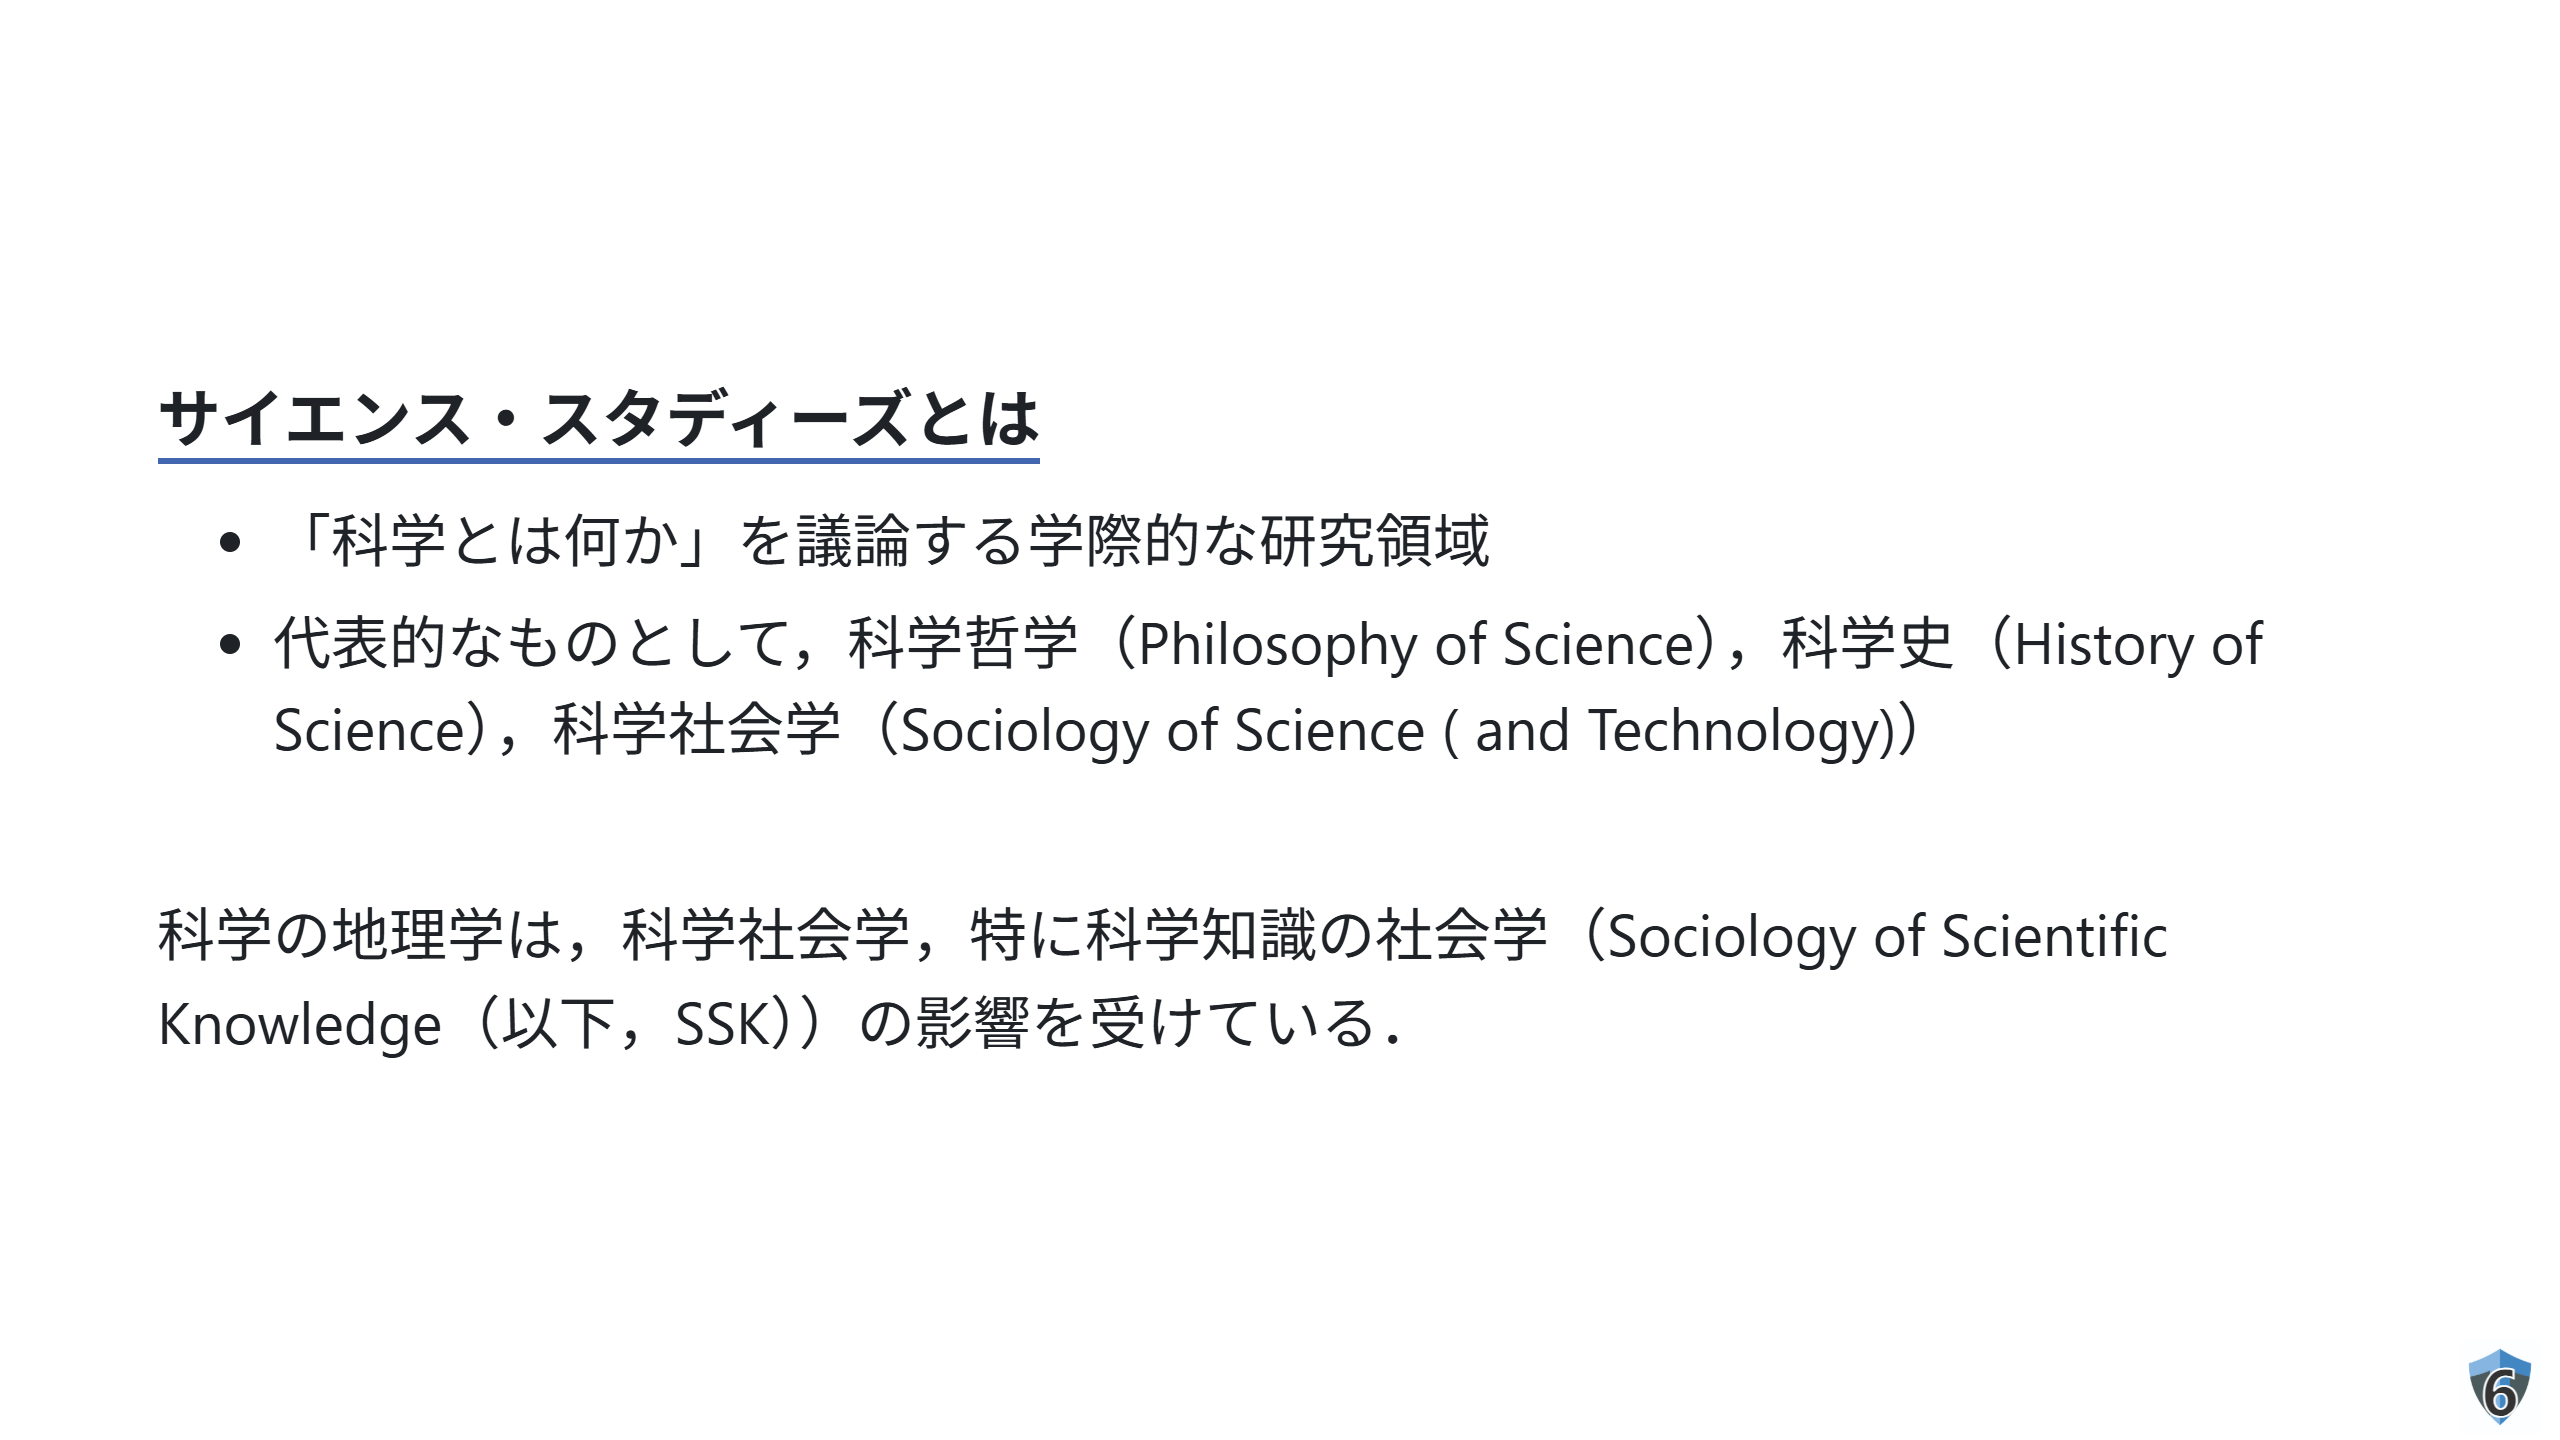 サイエンス・スタディーズとは
• 「科学とは何か」を議論する学際的な研究領域
• 代表的なものとして，科学哲学（Philosophy of Science），科学史（History of
Science），科学社会学（Sociology of Science ( and Technology)）
科学の地理学は，科学社会学，特に科学知識の社会学（Sociology of Scientific
Knowledge（以下，SSK））の影響を受けている．
6